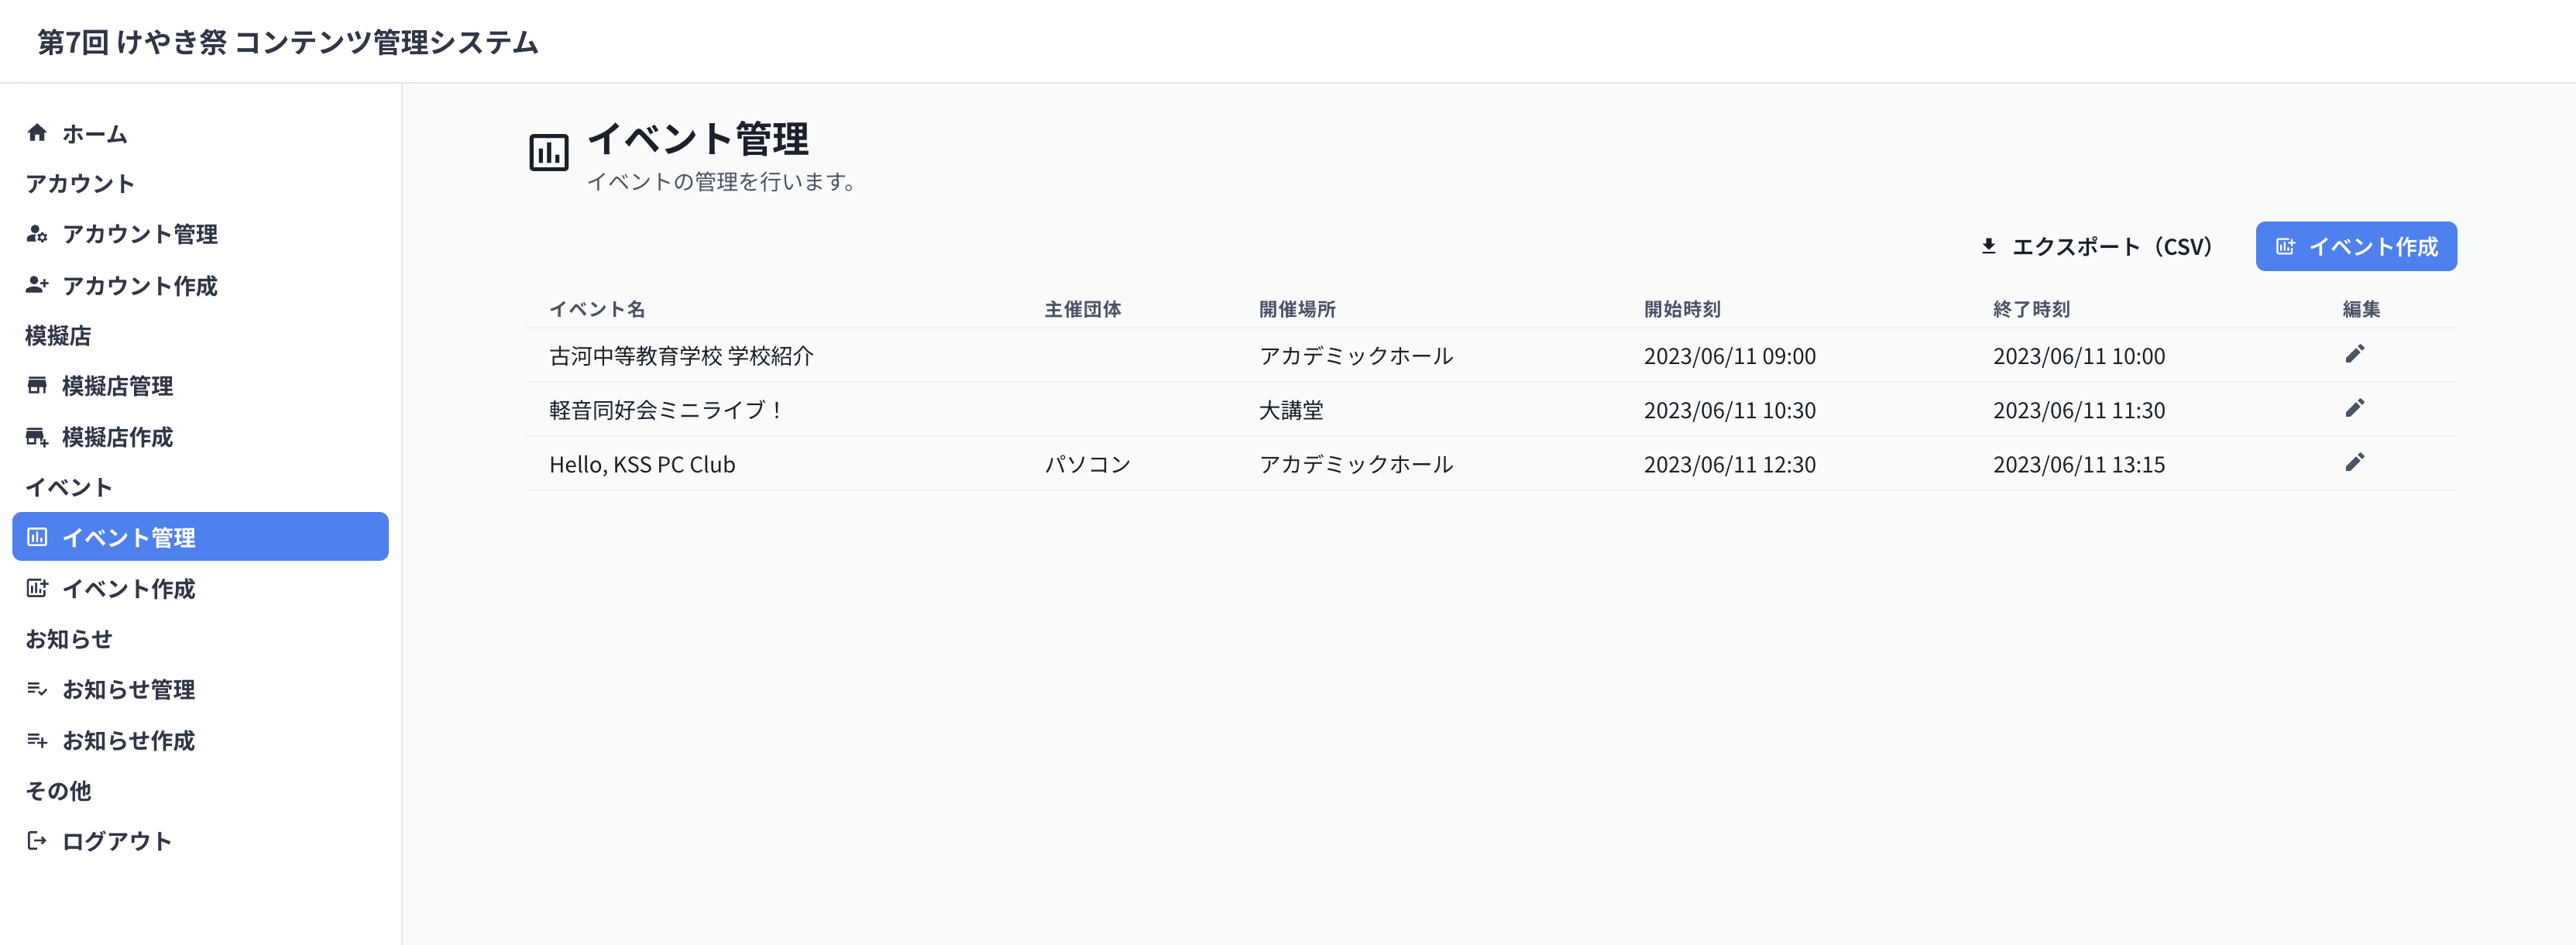 第7回 けやき祭 コンテンツ管理システム
ホーム
アカウント
アカウント管理
アカウント作成
模擬店
模擬店管理
模擬店作成
イベント
イベント管理
イベント作成
お知らせ
お知らせ管理
お知らせ作成
その他
ログアウト
イベント管理
イベントの管理を行います。
エクスポート（CSV） イベント作成
イベント名 主催団体 開催場所 開始時刻 終了時刻 編集
古河中等教育学校 学校紹介 アカデミックホール 2023/06/11 09:00 2023/06/11 10:00
軽音同好会ミニライブ！ 大講堂 2023/06/11 10:30 2023/06/11 11:30
Hello, KSS PC Club パソコン アカデミックホール 2023/06/11 12:30 2023/06/11 13:15